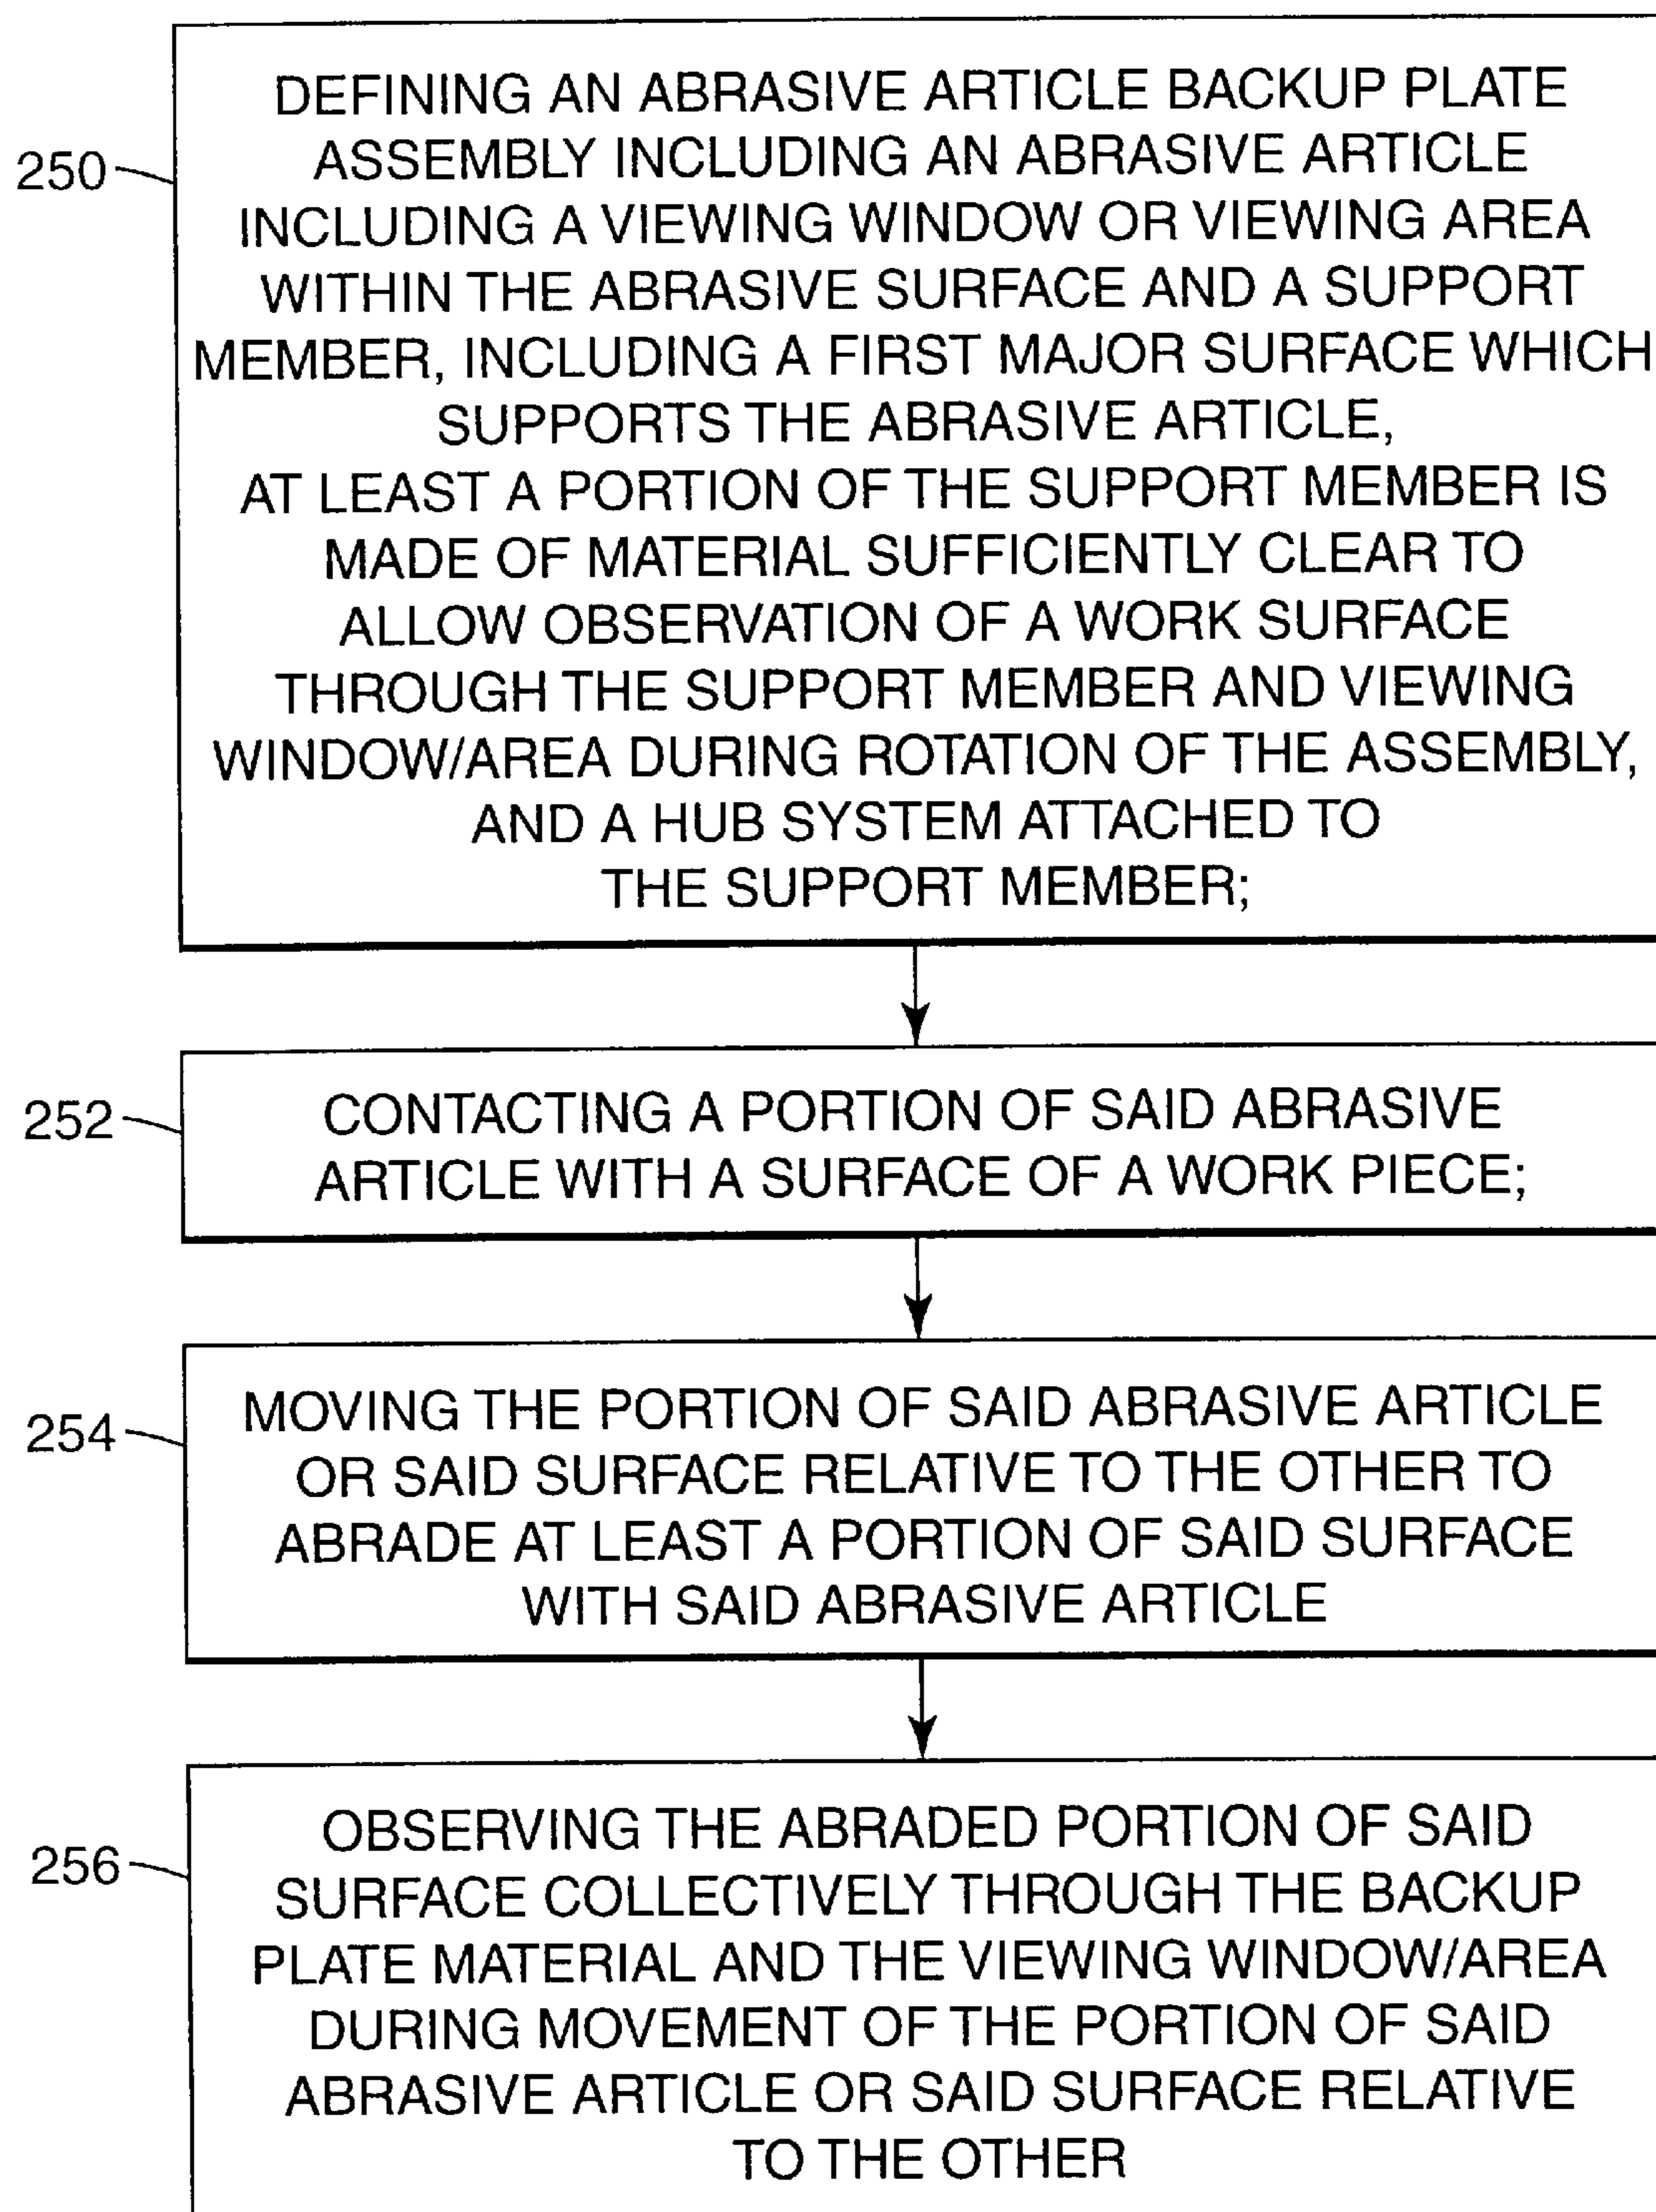 250
DEFINING AN ABRASIVE ARTICLE BACKUP PLATE
ASSEMBLY INCLUDING AN ABRASIVE ARTICLE
INCLUDING A VIEWING WINDOW OR VIEWING AREA
WITHIN THE ABRASIVE SURFACE AND A SUPPORT
MEMBER, INCLUDING A FIRST MAJOR SURFACE WHICH
SUPPORTS THE ABRASIVE ARTICLE,
AT LEAST A PORTION OF THE SUPPORT MEMBER IS
MADE OF MATERIAL SUFFICIENTLY CLEAR TO
ALLOW OBSERVATION OF A WORK SURFACE
THROUGH THE SUPPORT MEMBER AND VIEWING
WINDOW/AREA DURING ROTATION OF THE ASSEMBLY,
AND A HUB SYSTEM ATTACHED TO
THE SUPPORT MEMBER;
252
CONTACTING A PORTION OF SAID ABRASIVE
ARTICLE WITH A SURFACE OF A WORK PIECE;
254
MOVING THE PORTION OF SAID ABRASIVE ARTICLE
OR SAID SURFACE RELATIVE TO THE OTHER TO
ABRADE AT LEAST A PORTION OF SAID SURFACE
WITH SAID ABRASIVE ARTICLE
256
OBSERVING THE ABRADED PORTION OF SAID
SURFACE COLLECTIVELY THROUGH THE BACKUP
PLATE MATERIAL AND THE VIEWING WINDOW/AREA
DURING MOVEMENT OF THE PORTION OF SAID
ABRASIVE ARTICLE OR SAID SURFACE RELATIVE
TO THE OTHER